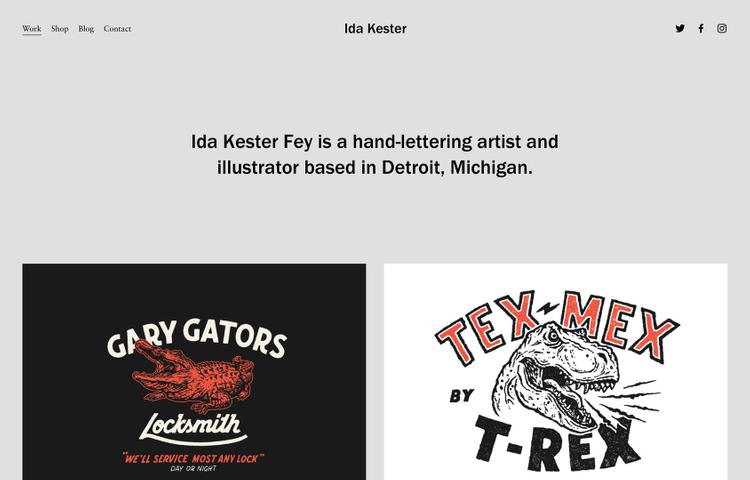 Work Shop Blog Contact
Ida Kester
Ida Kester Fey is a hand-lettering artist and
illustrator based in Detroit, Michigan.
GARY GATORS
Locksmith
"WE'LL SERVICE MOST ANY LOCK"
DAY OR NIGHT
TEX-MEX
BY
T-REX